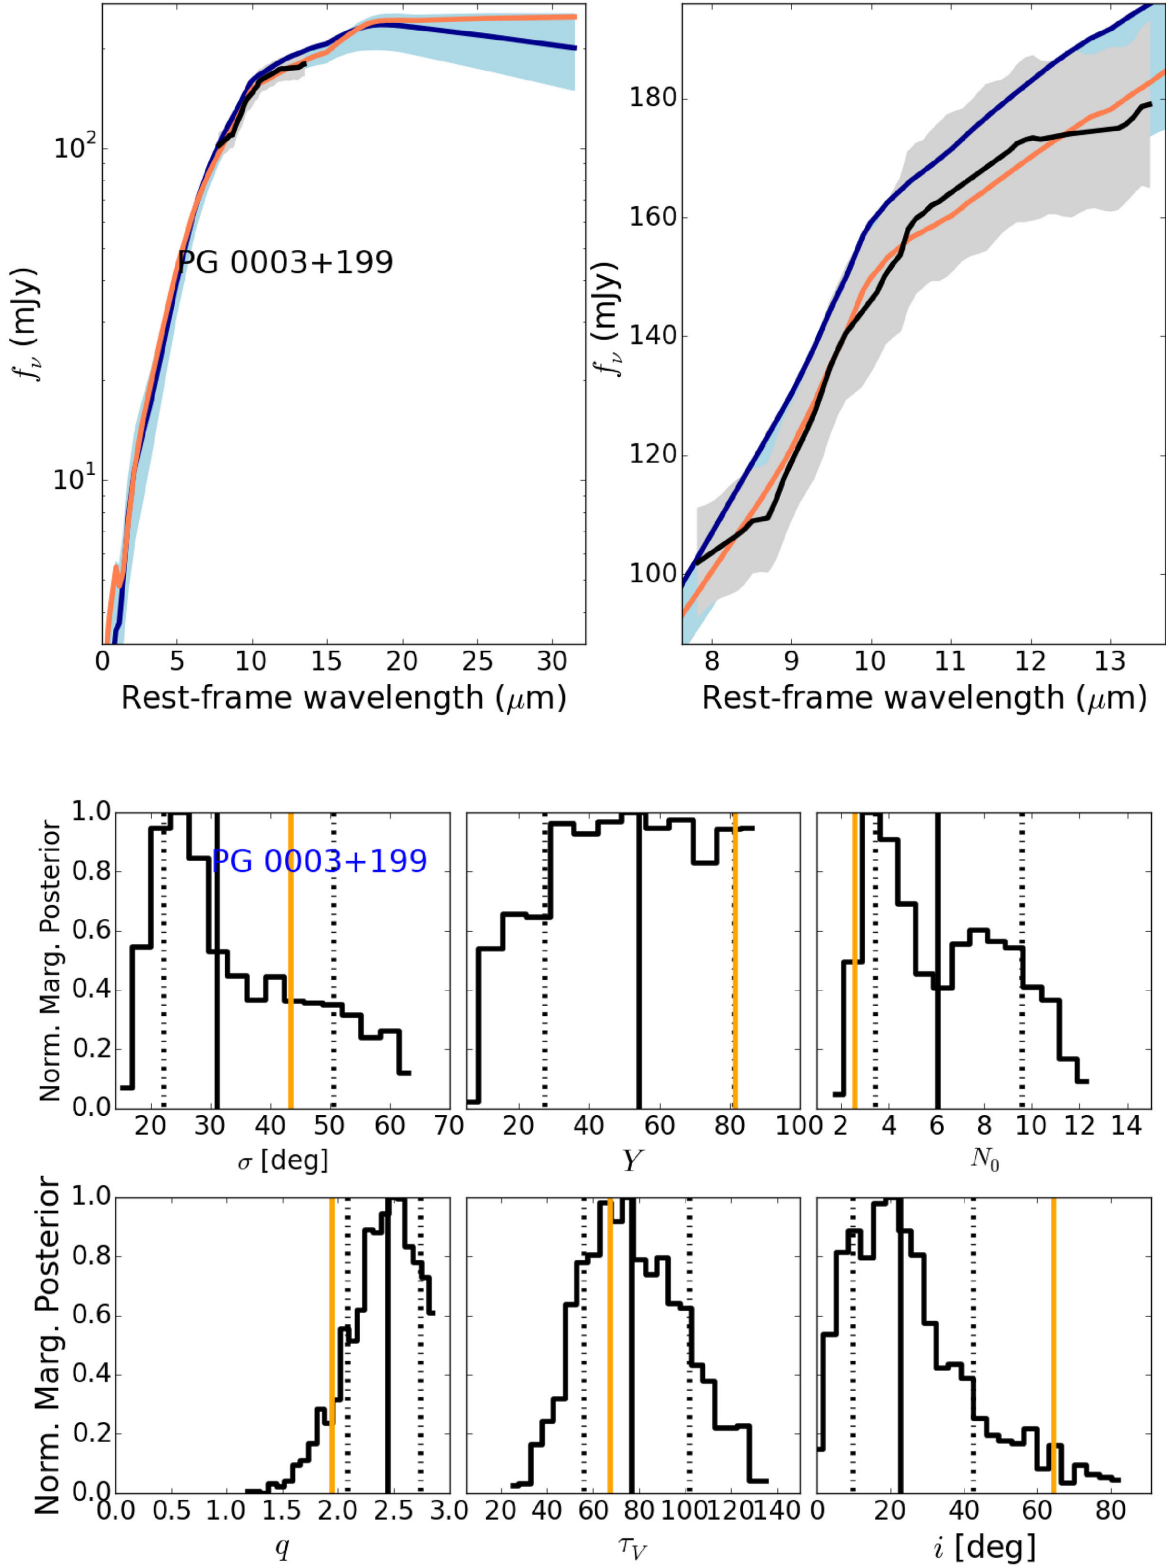 10²
10¹
f_ν (mJy)
PG 0003+199
0 5 10 15 20 25 30
Rest-frame wavelength (μm)
180
160
140
120
100
f_ν (mJy)
8 9 10 11 12 13
Rest-frame wavelength (μm)
Norm. Marg. Posterior
1.0
0.8
0.6
0.4
0.2
0.0
PG 0003+199
20 30 40 50 60 70
σ [deg]
20 40 60 80 100
Y
2 4 6 8 10 12 14
N₀
Norm. Marg. Posterior
1.0
0.8
0.6
0.4
0.2
0.0
0.0 0.5 1.0 1.5 2.0 2.5 3.0
q
20 40 60 80 100 120 140
τ_V
0 20 40 60 80
i [deg]